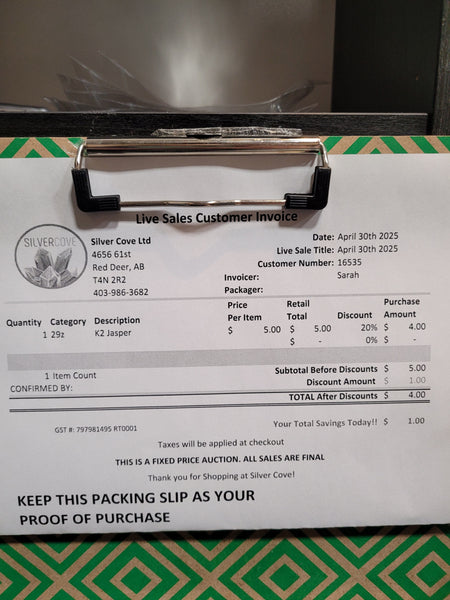 Live Sales Customer Invoice
SILVERCOVE
Silver Cove Ltd
4656 61st
Red Deer, AB
T4N 2R2
403-986-3682
Date: April 30th 2025
Live Sale Title: April 30th 2025
Customer Number: 16535
Invoicer: Sarah
Packager:
Quantity Category Description Price Per Item Retail Total Discount Purchase Amount
1 29z K2 Jasper $ 5.00 $ 5.00 20% $ 4.00
$ - 0% $ -
1 Item Count
Subtotal Before Discounts $ 5.00
CONFIRMED BY:
Discount Amount $ 1.00
TOTAL After Discounts $ 4.00
GST #: 797981495 RT0001
Your Total Savings Today!! $ 1.00
Taxes will be applied at checkout
THIS IS A FIXED PRICE AUCTION. ALL SALES ARE FINAL
Thank you for Shopping at Silver Cove!
KEEP THIS PACKING SLIP AS YOUR
PROOF OF PURCHASE